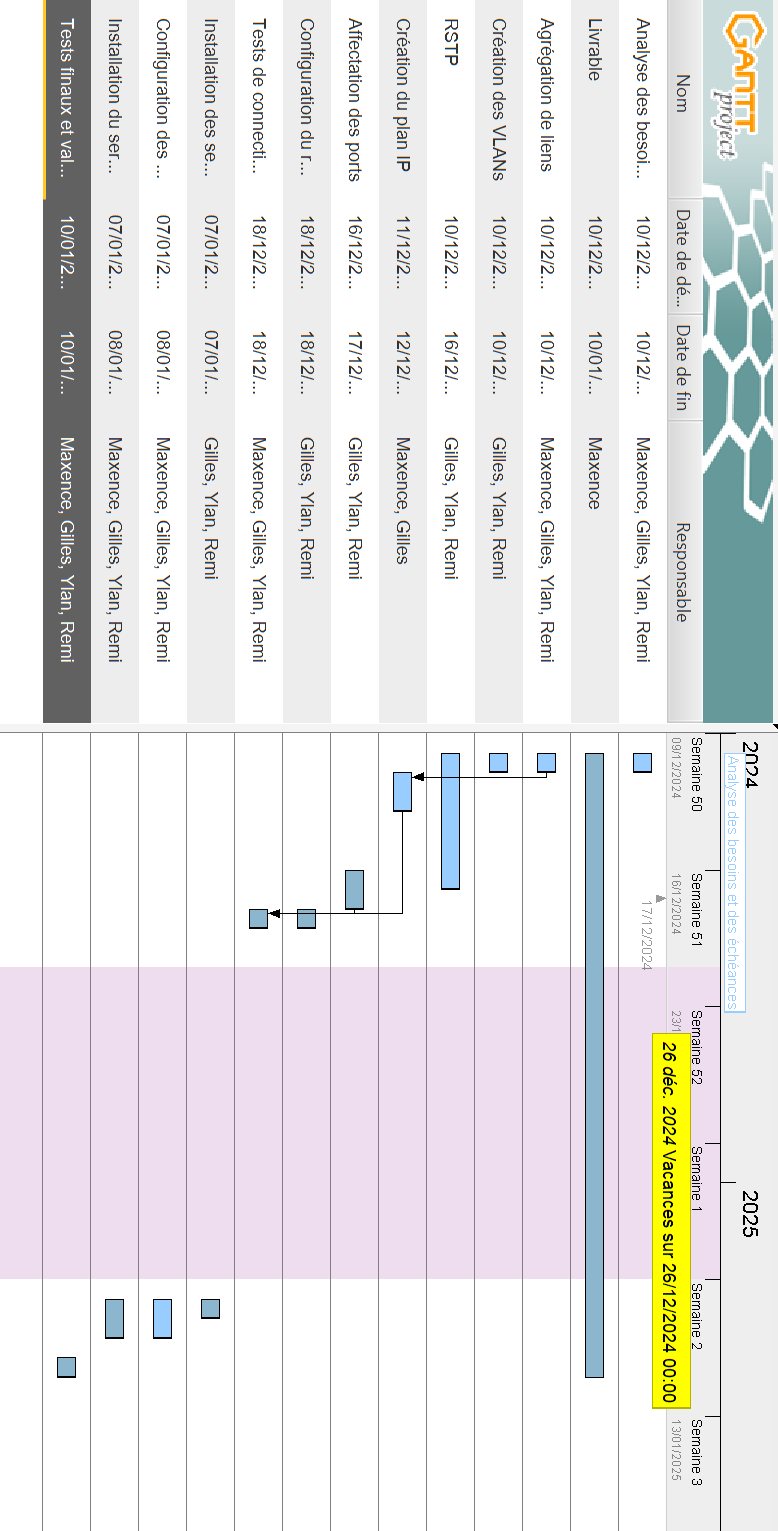 GANTT
project
Nom Date de dé... Date de fin Responsable
Analyse des besoi... 10/12/2... 10/12/... Maxence, Gilles, Ylan, Remi
Livrable 10/12/2... 10/01/... Maxence
Agrégation de liens 10/12/2... 10/12/... Maxence, Gilles, Ylan, Remi
Création des VLANs 10/12/2... 10/12/... Gilles, Ylan, Remi
RSTP 10/12/2... 16/12/... Gilles, Ylan, Remi
Création du plan IP 11/12/2... 12/12/... Maxence, Gilles
Affectation des ports 16/12/2... 17/12/... Gilles, Ylan, Remi
Configuration du r... 18/12/2... 18/12/... Gilles, Ylan, Remi
Tests de connecti... 18/12/2... 18/12/... Maxence, Gilles, Ylan, Remi
Installation des se... 07/01/2... 07/01/... Gilles, Ylan, Remi
Configuration des ... 07/01/2... 08/01/... Maxence, Gilles, Ylan, Remi
Installation du ser... 07/01/2... 08/01/... Maxence, Gilles, Ylan, Remi
Tests finaux et val... 10/01/2... 10/01/... Maxence, Gilles, Ylan, Remi
2024 2025
Analyse des besoins et des échéances
Semaine 50 Semaine 51 Semaine 52 Semaine 1 Semaine 2 Semaine 3
09/12/2024 16/12/2024 23/1 13/01/2025
26 déc. 2024 Vacances sur 26/12/2024 00:00
17/12/2024